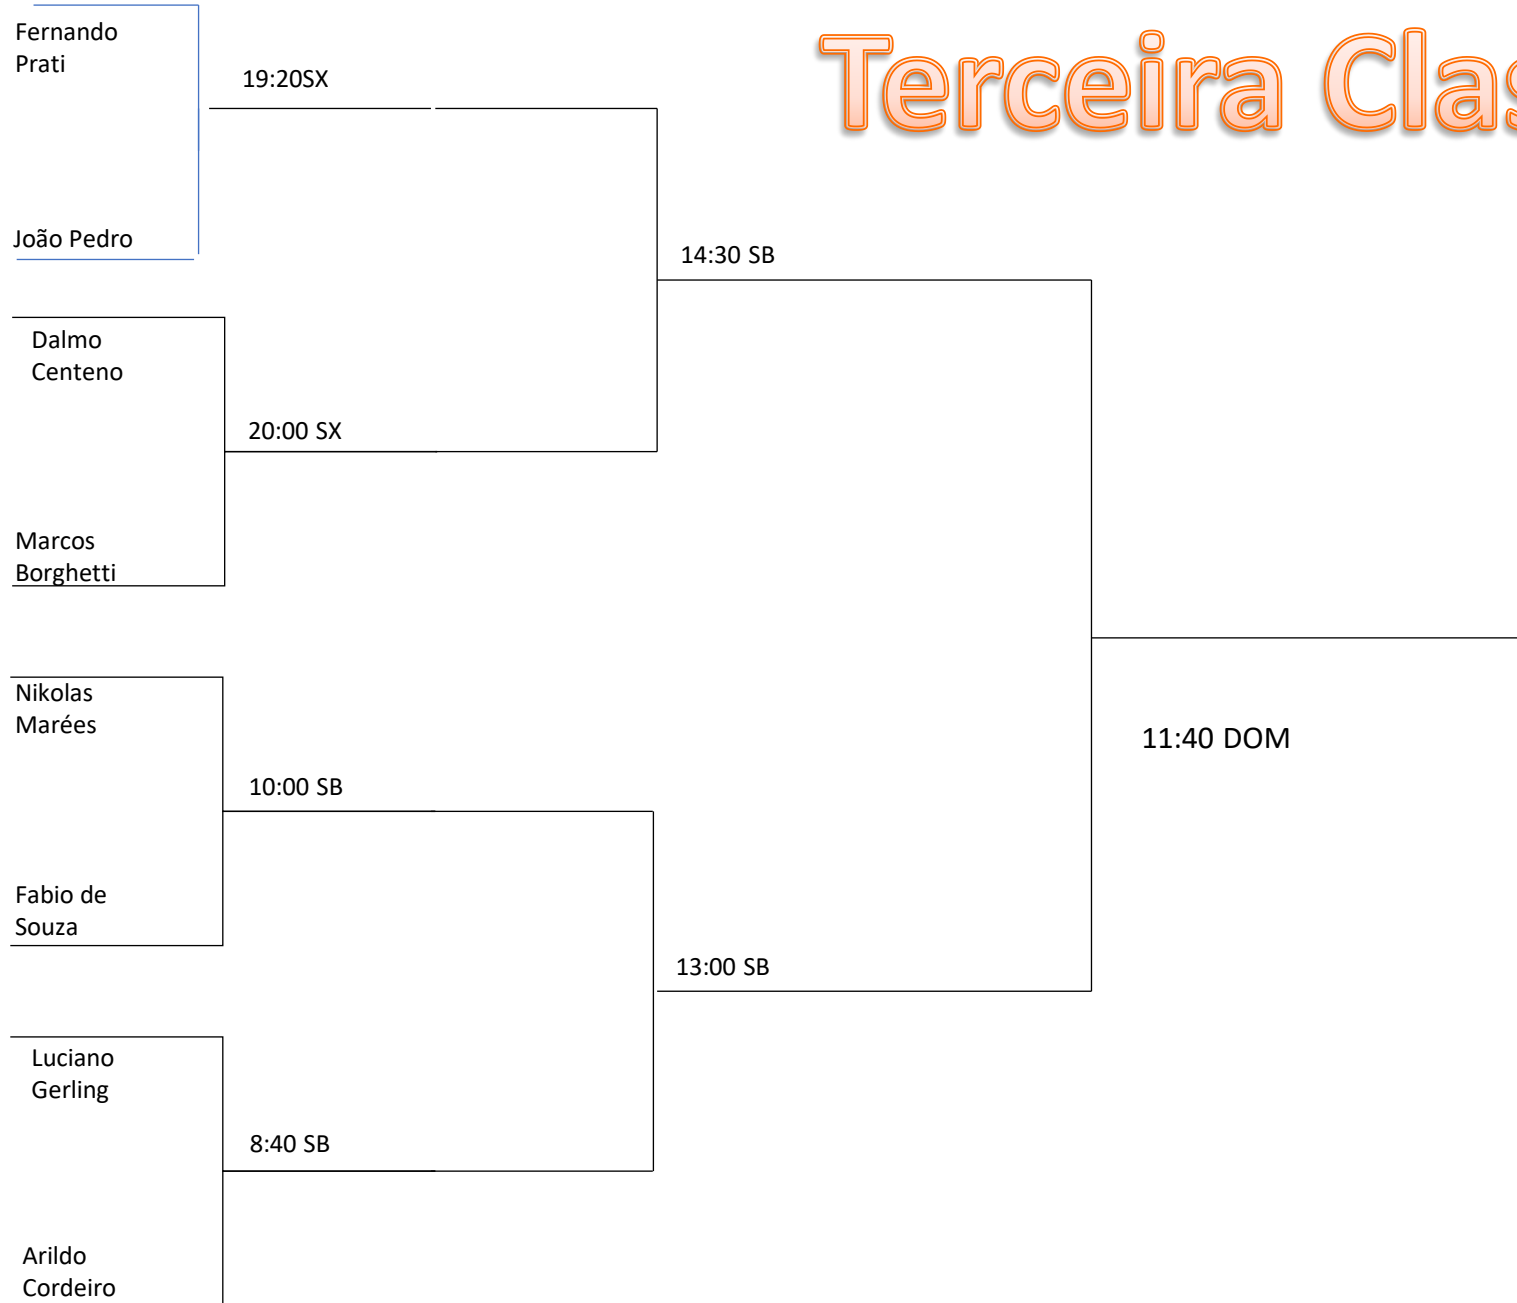 Fernando
Prati
19:20SX
Terceira Clas
João Pedro
14:30 SB
Dalmo
Centeno
20:00 SX
Marcos
Borghetti
Nikolas
Marées
11:40 DOM
10:00 SB
Fabio de
Souza
13:00 SB
Luciano
Gerling
8:40 SB
Arildo
Cordeiro